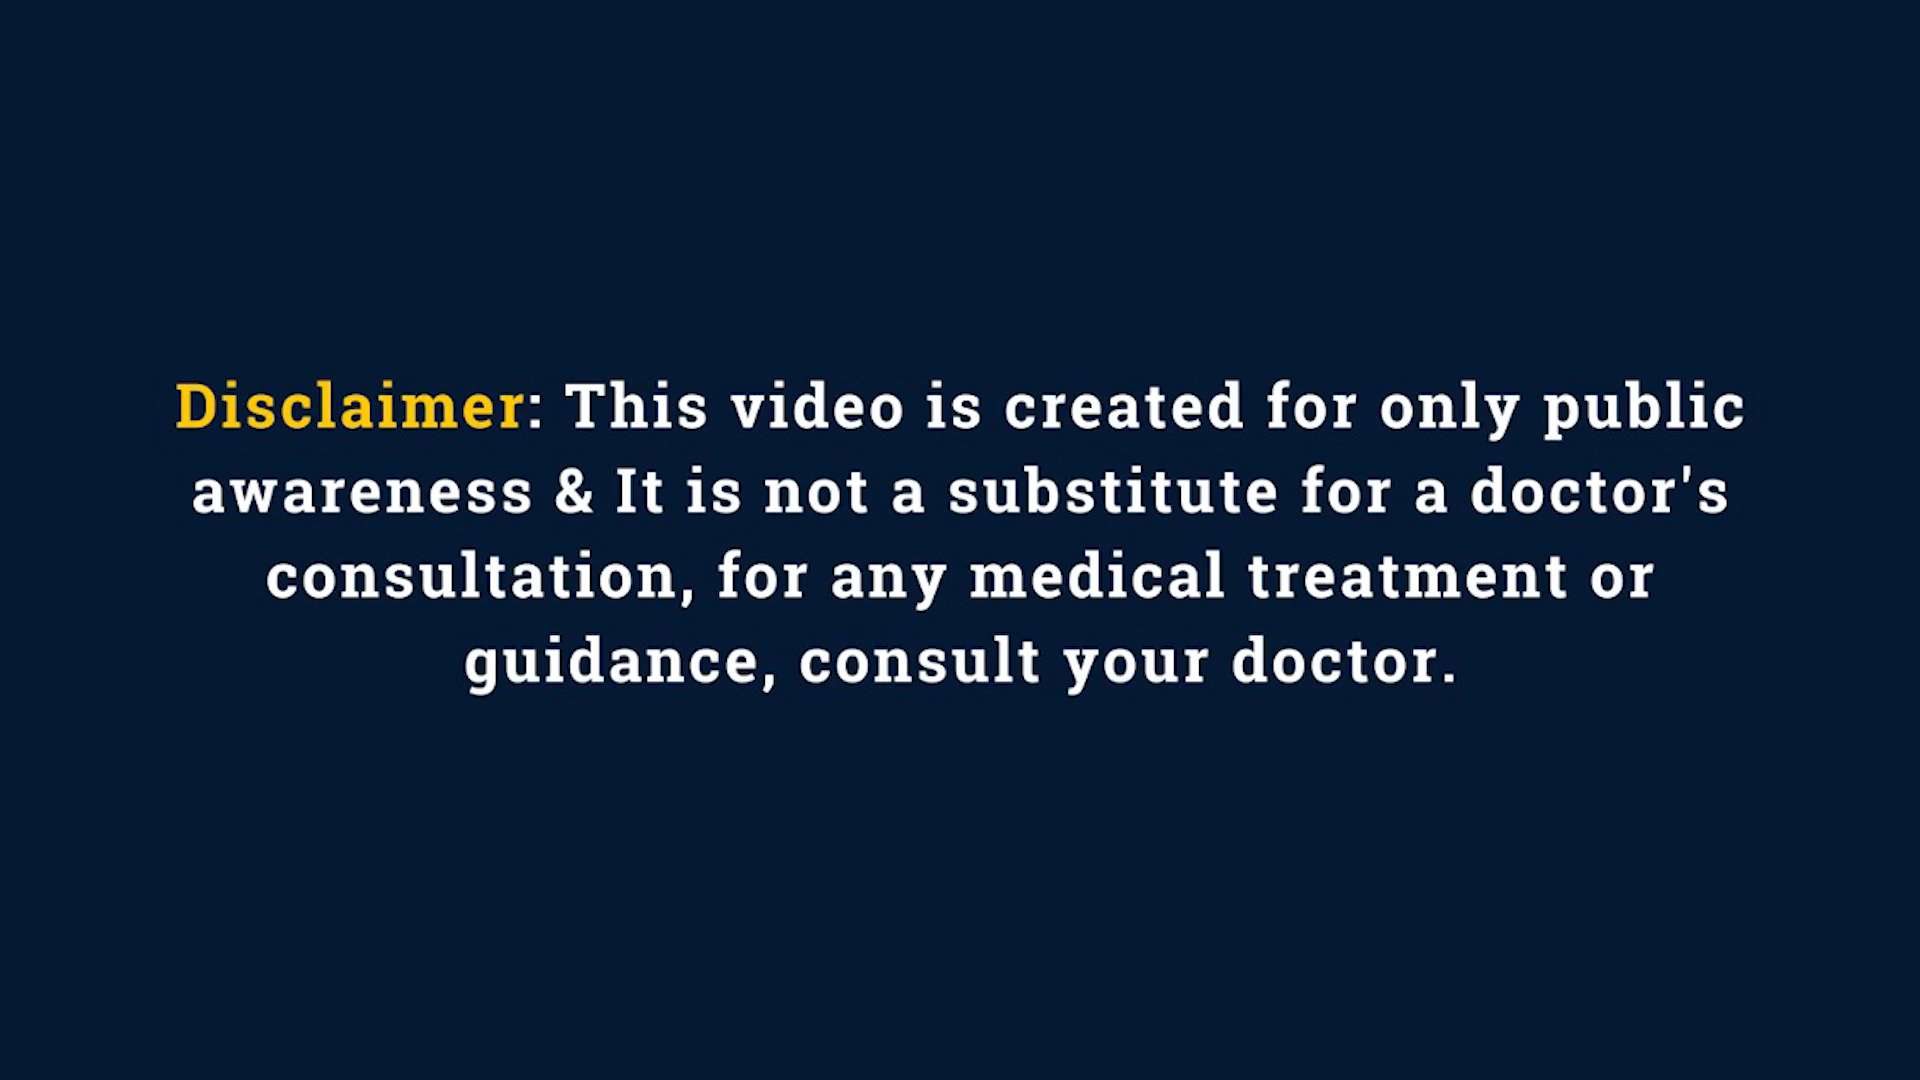 Disclaimer: This video is created for only public
awareness & It is not a substitute for a doctor's
consultation, for any medical treatment or
guidance, consult your doctor.